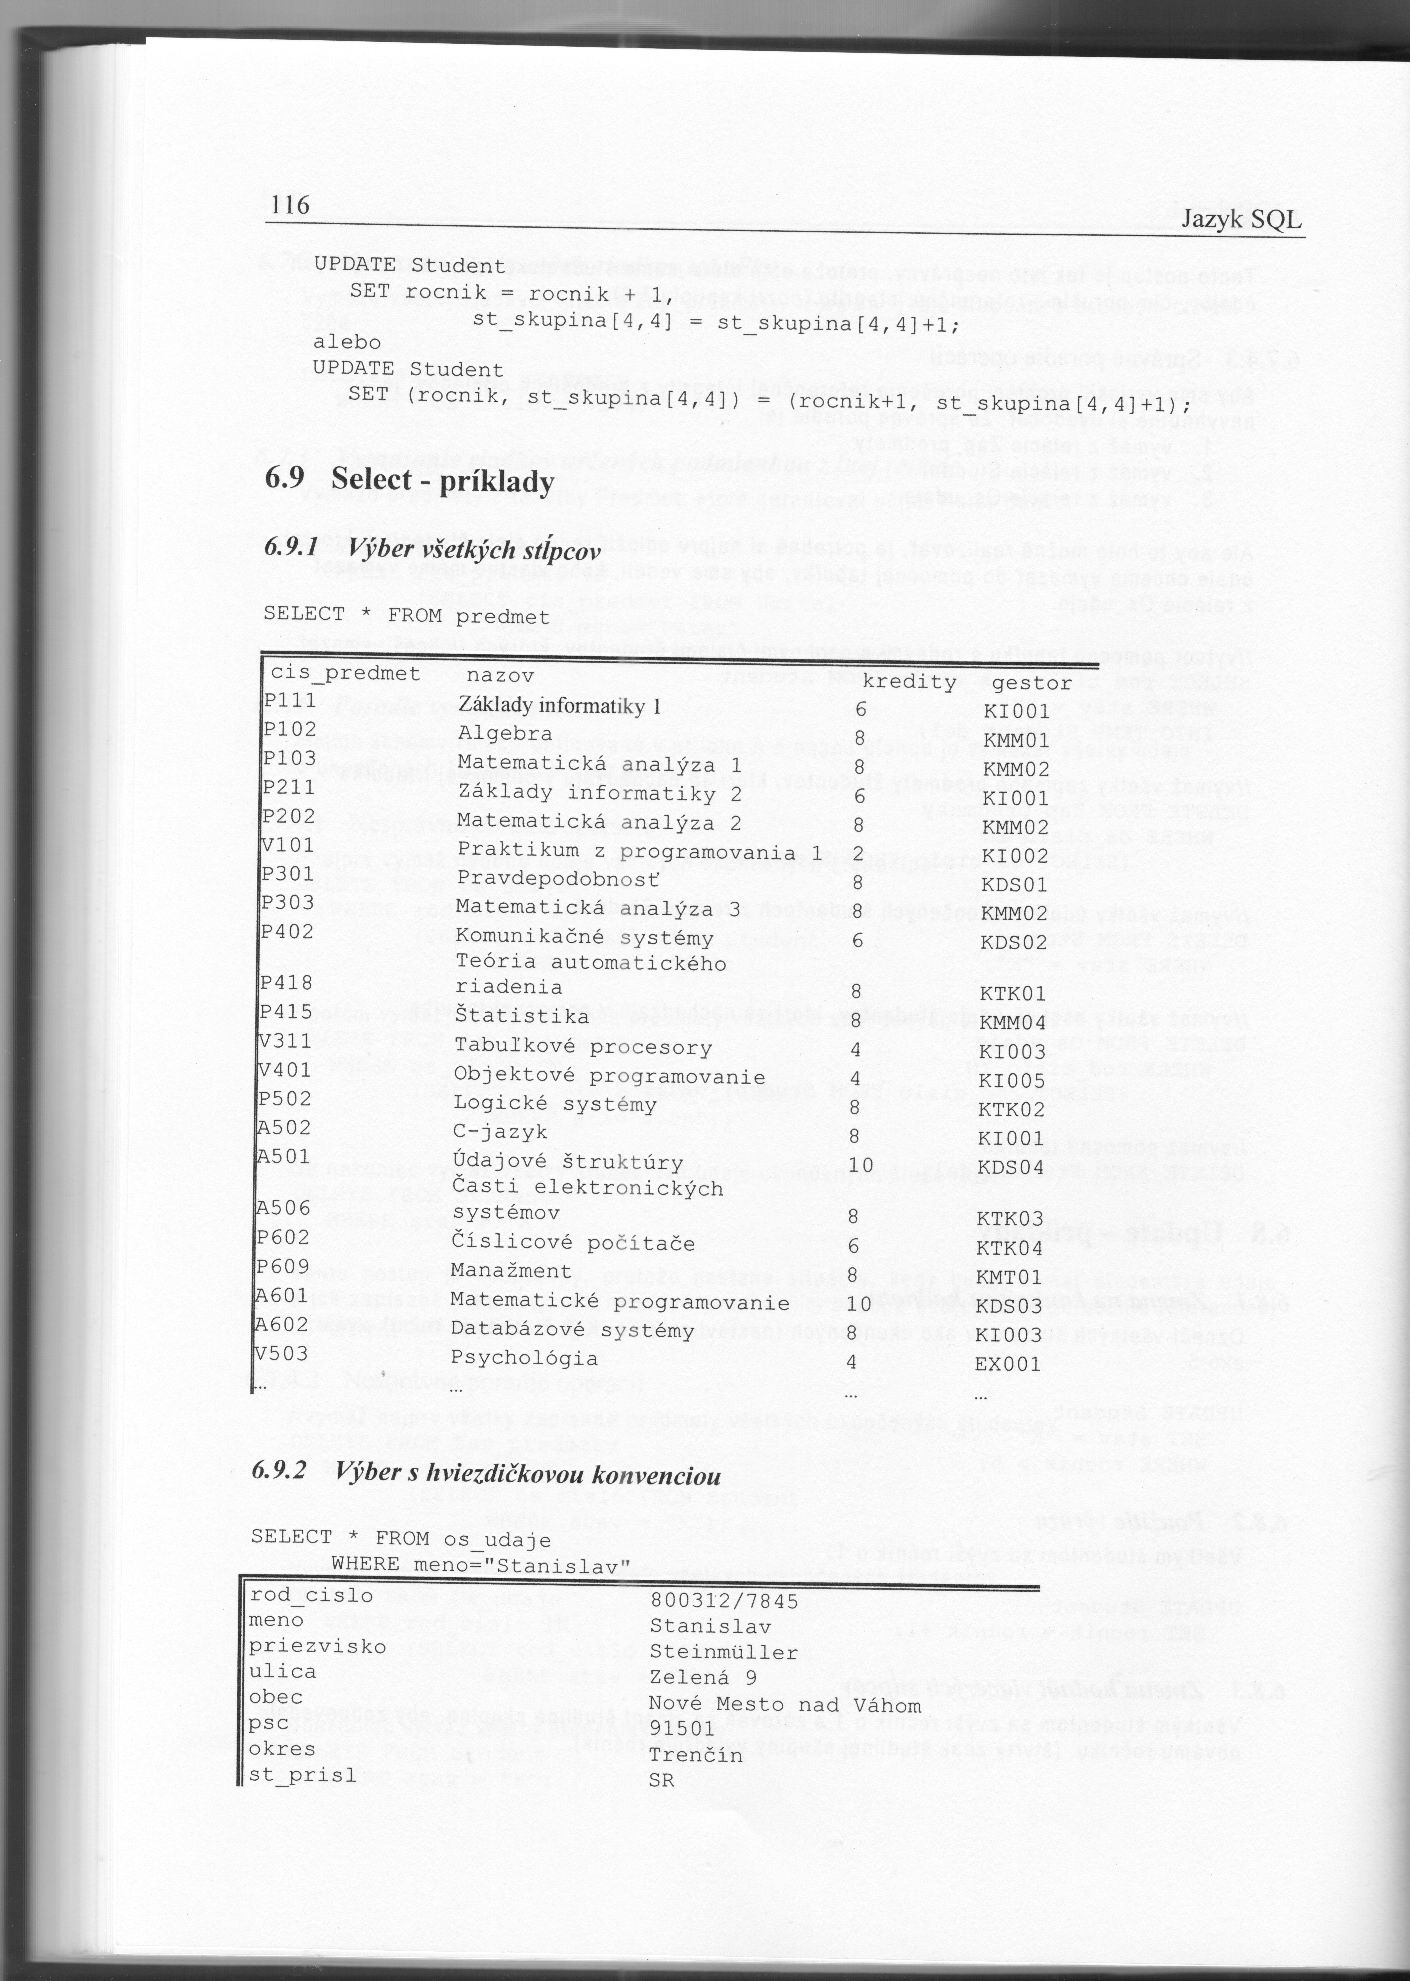 116
Jazyk SQL
UPDATE Student
SET rocnik = rocnik + 1,
st_skupina[4,4] = st_skupina[4,4]+1;
alebo
UPDATE Student
SET (rocnik, st_skupina[4,4]) = (rocnik+1, st_skupina[4,4]+1);
6.9 Select - príklady
6.9.1 Výber všetkých stĺpcov
SELECT * FROM predmet
cis_predmet nazov kredity gestor
P111 Základy informatiky 1 6 KI001
P102 Algebra 8 KMM01
P103 Matematická analýza 1 8 KMM02
P211 Základy informatiky 2 6 KI001
P202 Matematická analýza 2 8 KMM02
V101 Praktikum z programovania 1 2 KI002
P301 Pravdepodobnosť 8 KDS01
P303 Matematická analýza 3 8 KMM02
P402 Komunikačné systémy 6 KDS02
Teória automatického
P418 riadenia 8 KTK01
P415 Štatistika 8 KMM04
V311 Tabuľkové procesory 4 KI003
V401 Objektové programovanie 4 KI005
P502 Logické systémy 8 KTK02
A502 C-jazyk 8 KI001
A501 Údajové štruktúry 10 KDS04
Časti elektronických
A506 systémov 8 KTK03
P602 Číslicové počítače 6 KTK04
P609 Manažment 8 KMT01
A601 Matematické programovanie 10 KDS03
A602 Databázové systémy 8 KI003
V503 Psychológia 4 EX001
... ... ... ...
6.9.2 Výber s hviezdičkovou konvenciou
SELECT * FROM os_udaje
WHERE meno="Stanislav"
rod_cislo 800312/7845
meno Stanislav
priezvisko Steinmüller
ulica Zelená 9
obec Nové Mesto nad Váhom
psc 91501
okres Trenčín
st_prisl SR